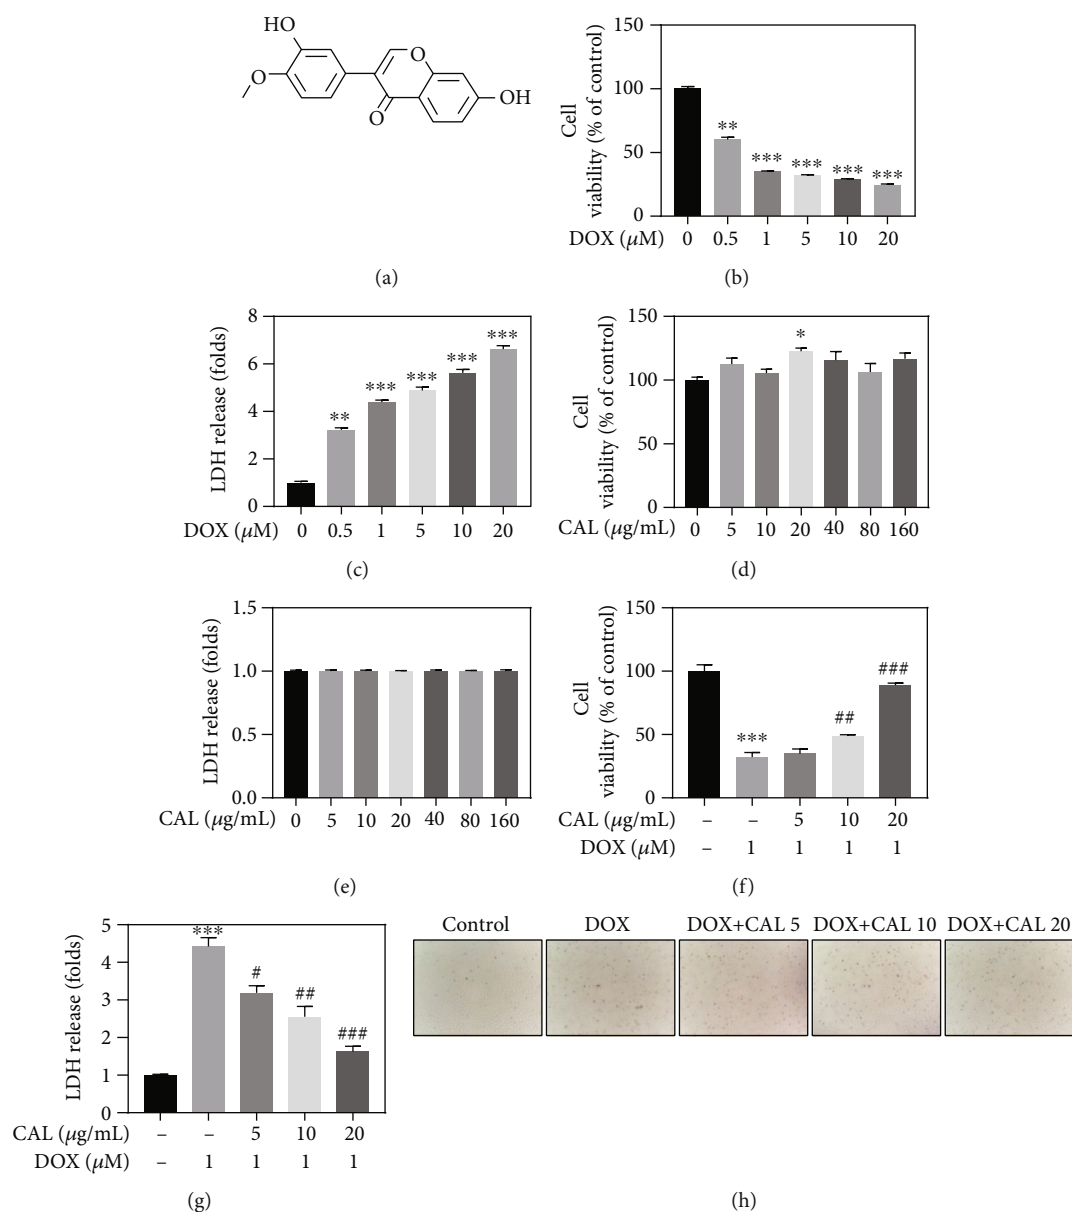 HO
O
O
O
OH
(a)
Cell
viability (% of control)
150
100
50
0
**
***
***
***
***
DOX (μM)
0 0.5 1 5 10 20
(b)
LDH release (folds)
8
6
4
2
0
**
***
***
***
***
DOX (μM)
0 0.5 1 5 10 20
(c)
Cell
viability (% of control)
150
100
50
0
*
CAL (μg/mL)
0 5 10 20 40 80 160
(d)
LDH release (folds)
1.5
1.0
0.5
0.0
CAL (μg/mL)
0 5 10 20 40 80 160
(e)
Cell
viability (% of control)
150
100
50
0
***
##
###
CAL (μg/mL) – – 5 10 20
DOX (μM) – 1 1 1 1
(f)
LDH release (folds)
5
4
3
2
1
0
***
#
##
###
CAL (μg/mL) – – 5 10 20
DOX (μM) – 1 1 1 1
(g)
Control DOX DOX+CAL 5 DOX+CAL 10 DOX+CAL 20
(h)